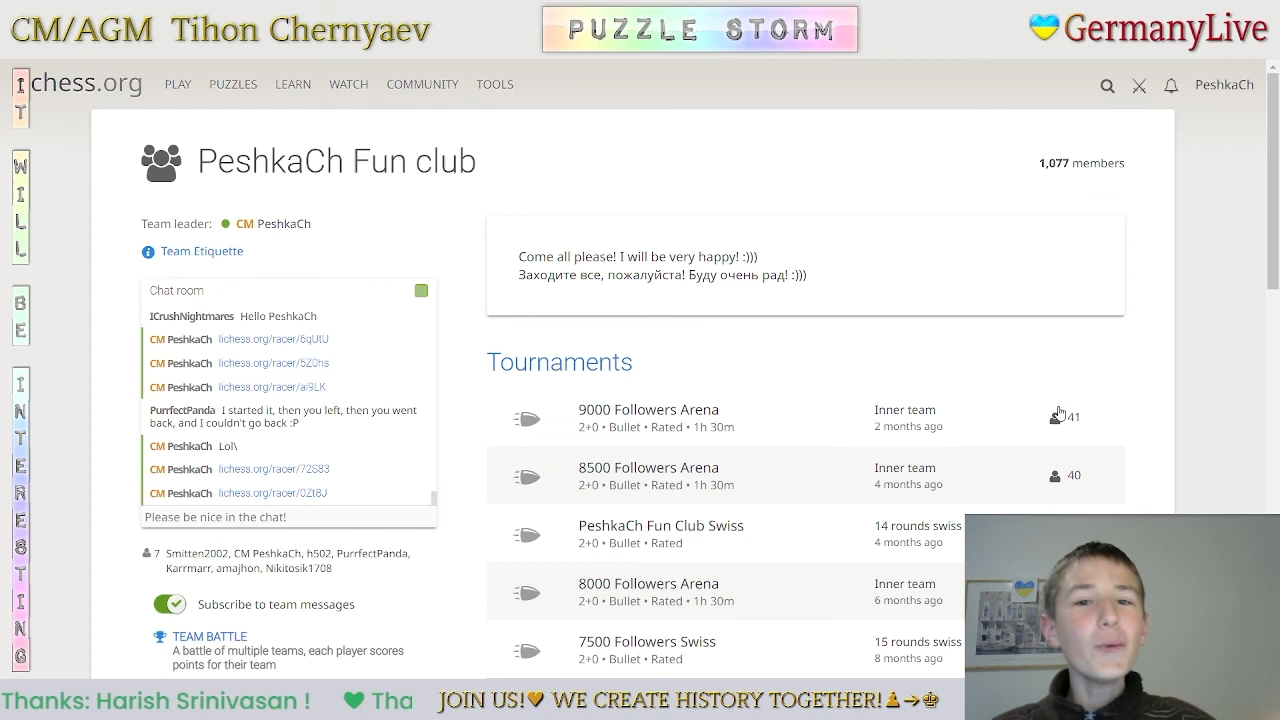 CM/AGM Tihon Chernyaev
PUZZLE STORM
GermanyLive
IT WILL BE INTERESTING
chess.org
PLAY PUZZLES LEARN WATCH COMMUNITY TOOLS
PeshkaCh
PeshkaCh Fun club
1,077 members
Team leader: CM PeshkaCh
Team Etiquette
Come all please! I will be very happy! :)))
Заходите все, пожалуйста! Буду очень рад! :)))
Chat room
ICrushNightmares Hello PeshkaCh
CM PeshkaCh lichess.org/racer/6qUtU
CM PeshkaCh lichess.org/racer/5Z0hs
CM PeshkaCh lichess.org/racer/ai9LK
PurrfectPanda I started it, then you left, then you went
back, and I couldn't go back :P
CM PeshkaCh Lol\
CM PeshkaCh lichess.org/racer/72S83
CM PeshkaCh lichess.org/racer/0Zt8J
Please be nice in the chat!
7 Smitten2002, CM PeshkaCh, h502, PurrfectPanda,
Karrmarr, amajhon, Nikitosik1708
Subscribe to team messages
TEAM BATTLE
A battle of multiple teams, each player scores
points for their team
Tournaments
9000 Followers Arena
2+0 • Bullet • Rated • 1h 30m
Inner team
2 months ago
41
8500 Followers Arena
2+0 • Bullet • Rated • 1h 30m
Inner team
4 months ago
40
PeshkaCh Fun Club Swiss
2+0 • Bullet • Rated
14 rounds swiss
4 months ago
8000 Followers Arena
2+0 • Bullet • Rated • 1h 30m
Inner team
6 months ago
7500 Followers Swiss
2+0 • Bullet • Rated
15 rounds swiss
8 months ago
Thanks: Harish Srinivasan ! Tha
JOIN US! WE CREATE HISTORY TOGETHER!